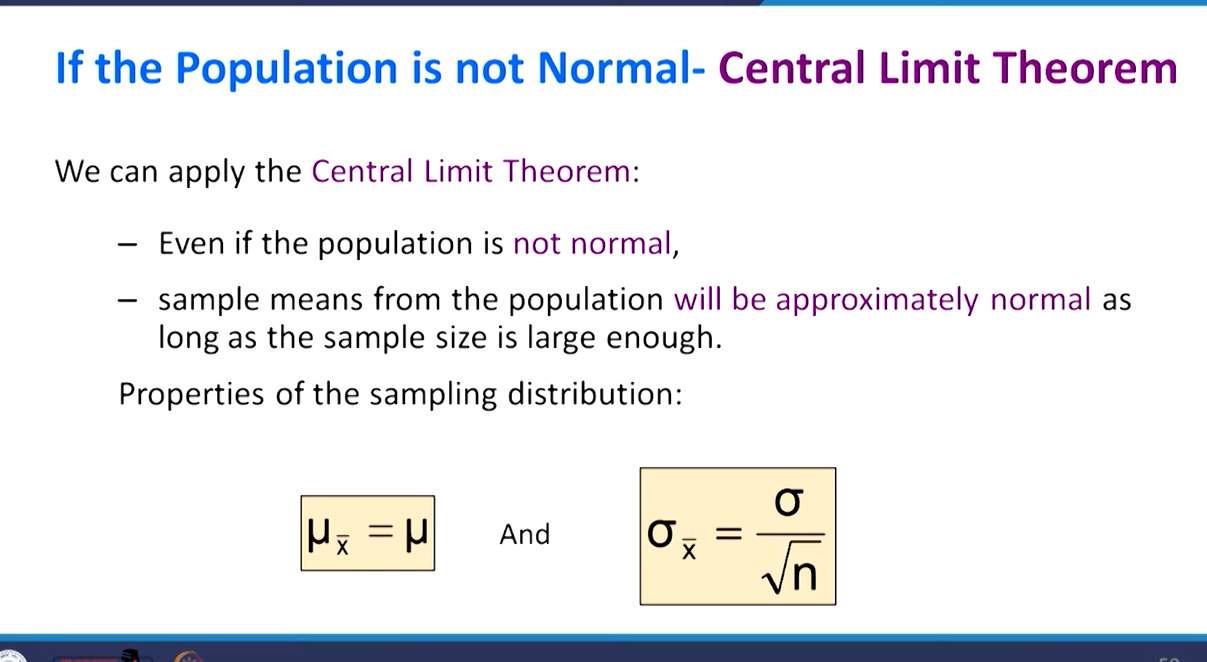 If the Population is not Normal- Central Limit Theorem
We can apply the Central Limit Theorem:
– Even if the population is not normal,
– sample means from the population will be approximately normal as
long as the sample size is large enough.
Properties of the sampling distribution:
μx̄ = μ And σx̄ = σ/√n